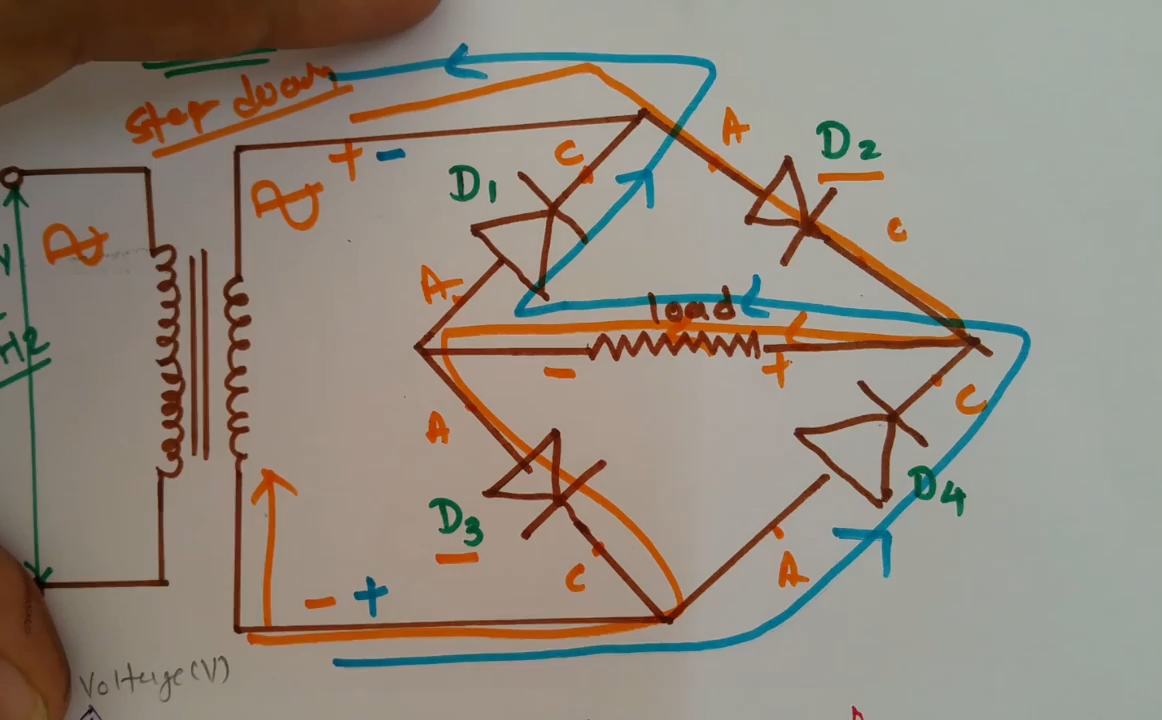 Step down
+ -
A
C
D2
D1
C
A
load
- +
C
A
D4
D3
A
C
- +
Voltage(V)